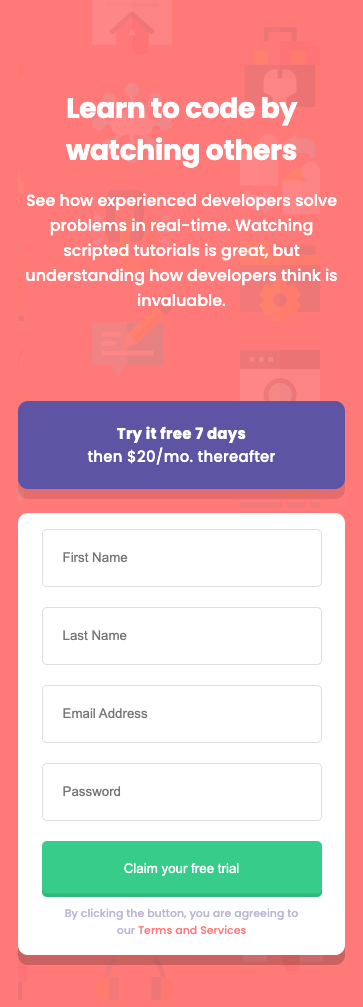 Learn to code by
watching others
See how experienced developers solve
problems in real-time. Watching
scripted tutorials is great, but
understanding how developers think is
invaluable.
Try it free 7 days
then $20/mo. thereafter
First Name
Last Name
Email Address
Password
Claim your free trial
By clicking the button, you are agreeing to
our Terms and Services